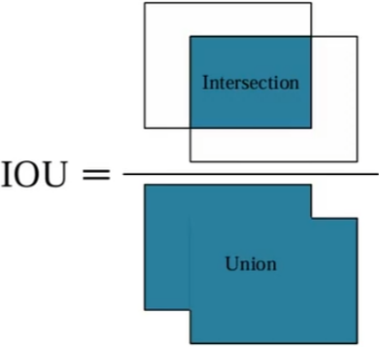 Intersection
IOU =
Union